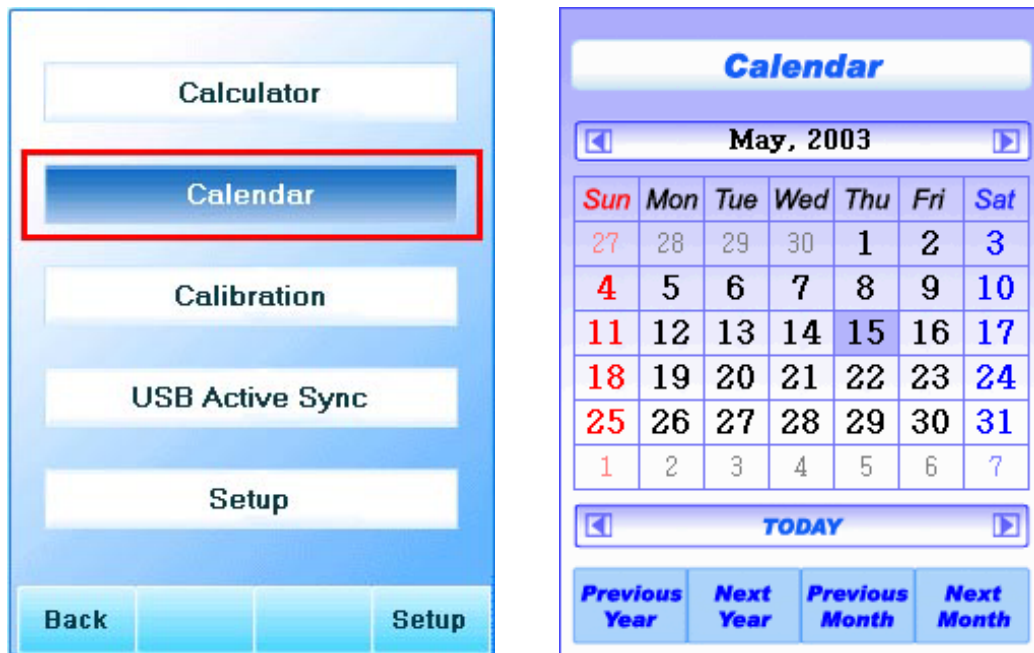 Calculator
Calendar
Calibration
USB Active Sync
Setup
Back Setup
Calendar
May, 2003
Sun Mon Tue Wed Thu Fri Sat
27 28 29 30 1 2 3
4 5 6 7 8 9 10
11 12 13 14 15 16 17
18 19 20 21 22 23 24
25 26 27 28 29 30 31
1 2 3 4 5 6 7
TODAY
Previous Next Previous Next
Year Year Month Month